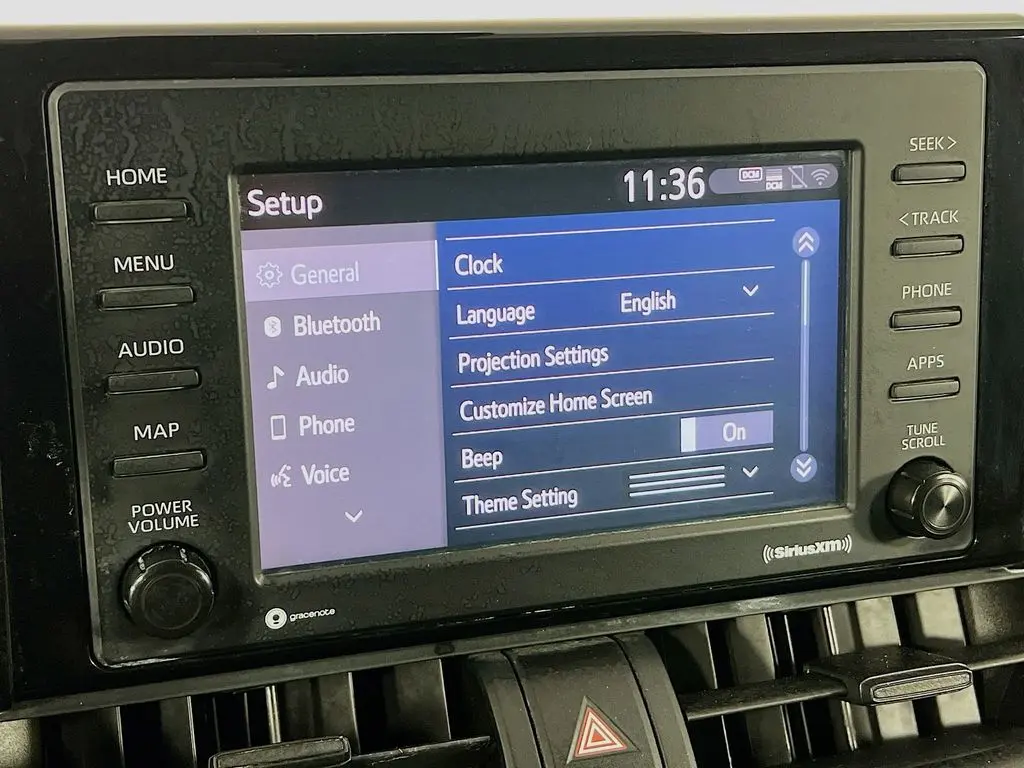 HOME
MENU
AUDIO
MAP
POWER
VOLUME
Setup
11:36
DCM
DCM
General
Bluetooth
Audio
Phone
Voice
Clock
Language English
Projection Settings
Customize Home Screen
Beep On
Theme Setting
SEEK>
<TRACK
PHONE
APPS
TUNE
SCROLL
gracenote
((SiriusXM))